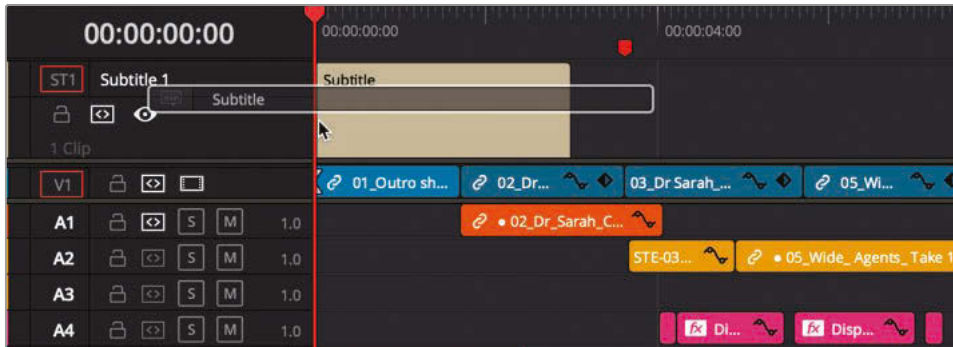 00:00:00:00
00:00:00:00
00:00:04:00
ST1 Subtitle 1
Subtitle
Subtitle
1 Clip
V1
01_Outro sh...
02_Dr...
03_Dr Sarah_...
05_Wi...
A1 S M 1.0
02_Dr_Sarah_C...
A2 S M 1.0
STE-03...
05_Wide_ Agents_ Take 1
A3 S M 1.0
A4 S M 1.0
fx Di...
fx Disp...